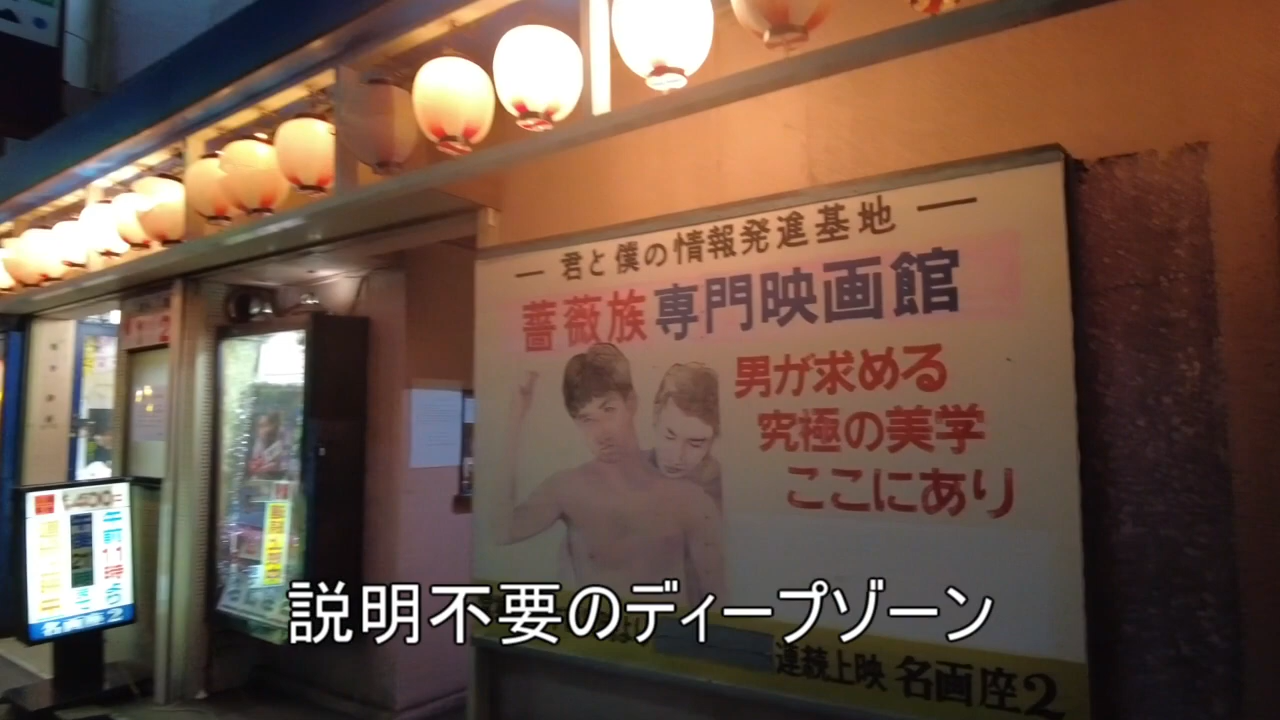 ― 君と僕の情報発進基地 ―
薔薇族専門映画館
男が求める
究極の美学
ここにあり
説明不要のディープゾーン
連続上映 名画座2
名画座2